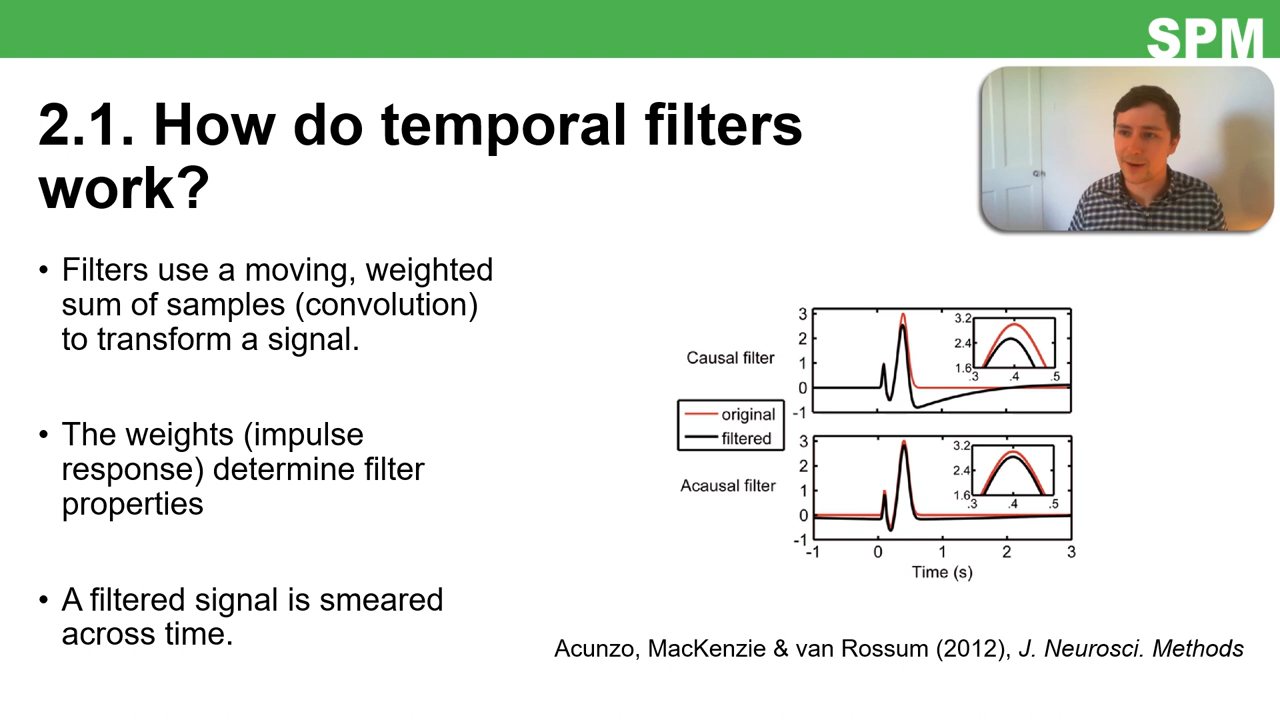 SPM
2.1. How do temporal filters
work?
• Filters use a moving, weighted
sum of samples (convolution)
to transform a signal.
• The weights (impulse
response) determine filter
properties
• A filtered signal is smeared
across time.
Causal filter
3
2
1
0
-1
3.2
2.4
1.6
.3 .4 .5
original
filtered
Acausal filter
3
2
1
0
-1
3.2
2.4
1.6
.3 .4 .5
-1 0 1 2 3
Time (s)
Acunzo, MacKenzie & van Rossum (2012), J. Neurosci. Methods